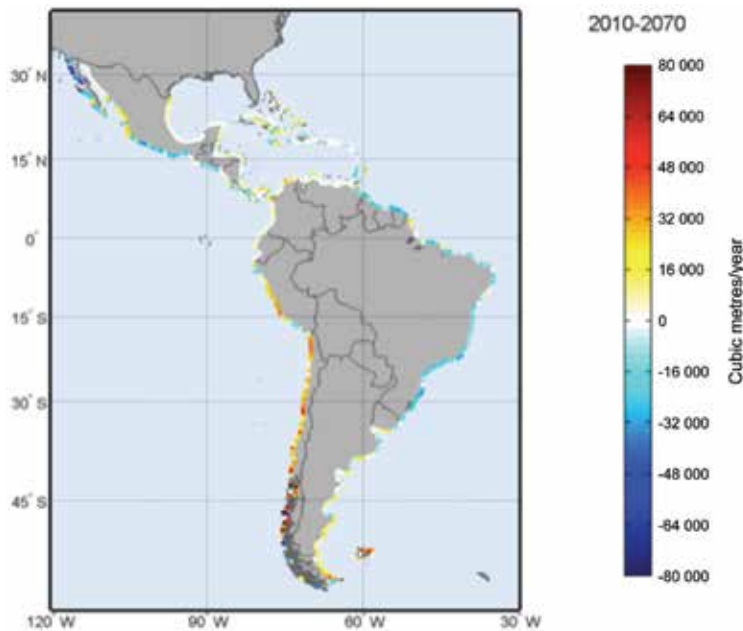 2010-2070
80 000
64 000
48 000
32 000
16 000
0
-16 000
-32 000
-48 000
-64 000
-80 000
Cubic metres/year
30° N
15° N
0°
15° S
30° S
45° S
120° W
90° W
60° W
30° W